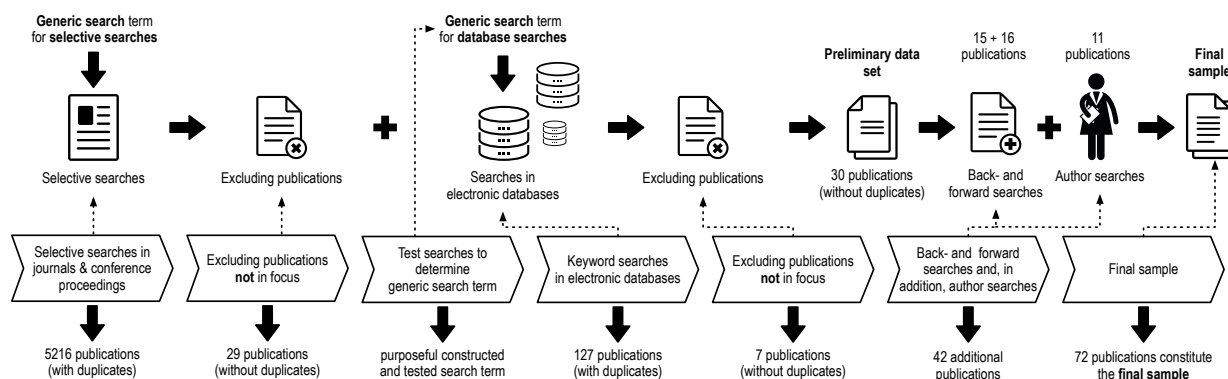 Generic search term
for selective searches
Selective searches
Excluding publications
Generic search term
for database searches
Searches in
electronic databases
Excluding publications
Preliminary data
set
30 publications
(without duplicates)
15 + 16
publications
Back- and
forward searches
11
publications
Author searches
Final
sample
Selective searches in
journals & conference
proceedings
Excluding publications
not in focus
Test searches to
determine
generic search term
Keyword searches
in electronic databases
Excluding publications
not in focus
Back- and forward
searches and, in
addition, author searches
Final sample
5216 publications
(with duplicates)
29 publications
(without duplicates)
purposeful constructed
and tested search term
127 publications
(with duplicates)
7 publications
(without duplicates)
42 additional
publications
72 publications constitute
the final sample